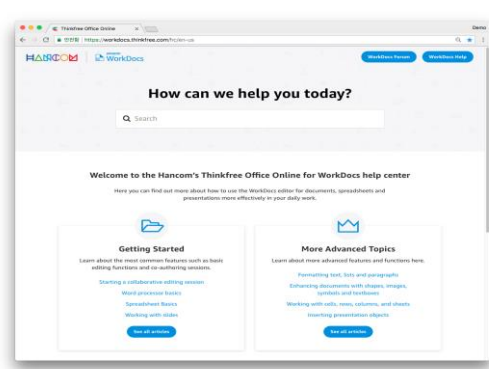 Thinkfree Office Online
Demo
안전함 https://workdocs.thinkfree.com/hc/en-us
HANCOM
WorkDocs
WorkDocs Forum
WorkDocs Help
How can we help you today?
Search
Welcome to the Hancom's Thinkfree Office Online for WorkDocs help center
Here you can find out more about how to use the WorkDocs editor for documents, spreadsheets and
presentations more effectively in your daily work.
Getting Started
Learn about the most common features such as basic
editing functions and co-authoring sessions.
Starting a collaborative editing session
Word processor basics
Spreadsheet Basics
Working with slides
See all articles
More Advanced Topics
Learn about more advanced features and functions here.
Formatting text, lists and paragraphs
Enhancing documents with shapes, images,
symbols and textboxes
Working with cells, rows, columns, and sheets
Inserting presentation objects
See all articles